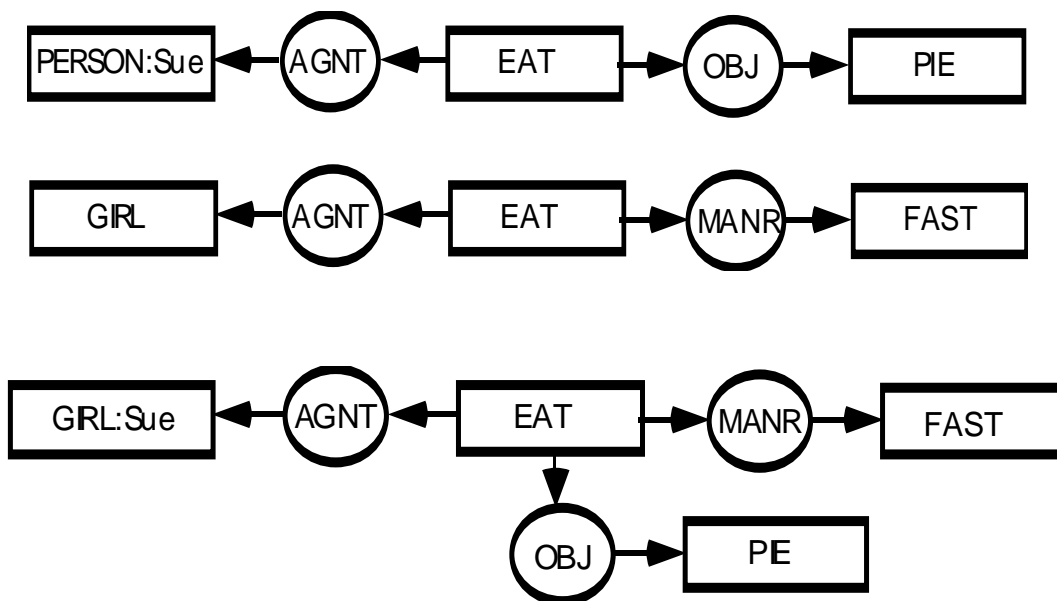 PERSON:Sue AGNT EAT OBJ PIE
GIRL AGNT EAT MANR FAST
GIRL:Sue AGNT EAT MANR FAST
OBJ PIE